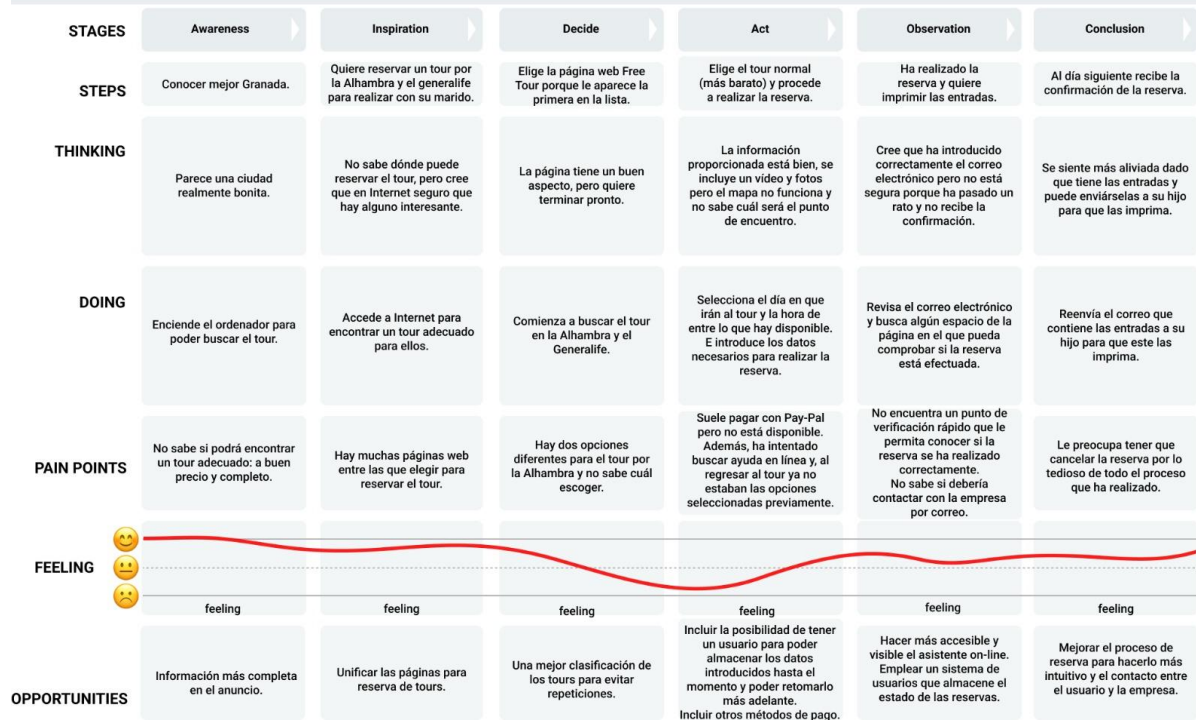 STAGES
Awareness
Inspiration
Decide
Act
Observation
Conclusion
STEPS
Conocer mejor Granada.
Quiere reservar un tour por
la Alhambra y el generalife
para realizar con su marido.
Elige la página web Free
Tour porque le aparece la
primera en la lista.
Elige el tour normal
(más barato) y procede
a realizar la reserva.
Ha realizado la
reserva y quiere
imprimir las entradas.
Al día siguiente recibe la
confirmación de la reserva.
THINKING
Parece una ciudad
realmente bonita.
No sabe dónde puede
reservar el tour, pero cree
que en Internet seguro que
hay alguno interesante.
La página tiene un buen
aspecto, pero quiere
terminar pronto.
La información
proporcionada está bien, se
incluye un vídeo y fotos
pero el mapa no funciona y
no sabe cuál será el punto
de encuentro.
Cree que ha introducido
correctamente el correo
electrónico pero no está
segura porque ha pasado un
rato y no recibe la
confirmación.
Se siente más aliviada dado
que tiene las entradas y
puede enviárselas a su hijo
para que las imprima.
DOING
Enciende el ordenador para
poder buscar el tour.
Accede a Internet para
encontrar un tour adecuado
para ellos.
Comienza a buscar el tour
en la Alhambra y el
Generalife.
Selecciona el día en que
irán al tour y la hora de
entre lo que hay disponible.
E introduce los datos
necesarios para realizar la
reserva.
Revisa el correo electrónico
y busca algún espacio de la
página en el que pueda
comprobar si la reserva
está efectuada.
Reenvía el correo que
contiene las entradas a su
hijo para que este las
imprima.
PAIN POINTS
No sabe si podrá encontrar
un tour adecuado: a buen
precio y completo.
Hay muchas páginas web
entre las que elegir para
reservar el tour.
Hay dos opciones
diferentes para el tour por
la Alhambra y no sabe cuál
escoger.
Suele pagar con Pay-Pal
pero no está disponible.
Además, ha intentado
buscar ayuda en línea y, al
regresar al tour ya no
estaban las opciones
seleccionadas previamente.
No encuentra un punto de
verificación rápido que le
permita conocer si la
reserva se ha realizado
correctamente.
No sabe si debería
contactar con la empresa
por correo.
Le preocupa tener que
cancelar la reserva por lo
tedioso de todo el proceso
que ha realizado.
FEELING
feeling
feeling
feeling
feeling
feeling
feeling
OPPORTUNITIES
Información más completa
en el anuncio.
Unificar las páginas para
reserva de tours.
Una mejor clasificación de
los tours para evitar
repeticiones.
Incluir la posibilidad de tener
un usuario para poder
almacenar los datos
introducidos hasta el
momento y poder retomarlo
más adelante.
Incluir otros métodos de pago.
Hacer más accesible y
visible el asistente on-line.
Emplear un sistema de
usuarios que almacene el
estado de las reservas.
Mejorar el proceso de
reserva para hacerlo más
intuitivo y el contacto entre
el usuario y la empresa.